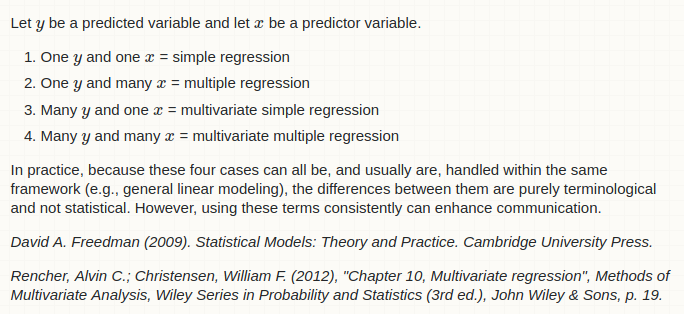 Let y be a predicted variable and let x be a predictor variable.
1. One y and one x = simple regression
2. One y and many x = multiple regression
3. Many y and one x = multivariate simple regression
4. Many y and many x = multivariate multiple regression
In practice, because these four cases can all be, and usually are, handled within the same
framework (e.g., general linear modeling), the differences between them are purely terminological
and not statistical. However, using these terms consistently can enhance communication.
David A. Freedman (2009). Statistical Models: Theory and Practice. Cambridge University Press.
Rencher, Alvin C.; Christensen, William F. (2012), "Chapter 10, Multivariate regression", Methods of
Multivariate Analysis, Wiley Series in Probability and Statistics (3rd ed.), John Wiley & Sons, p. 19.